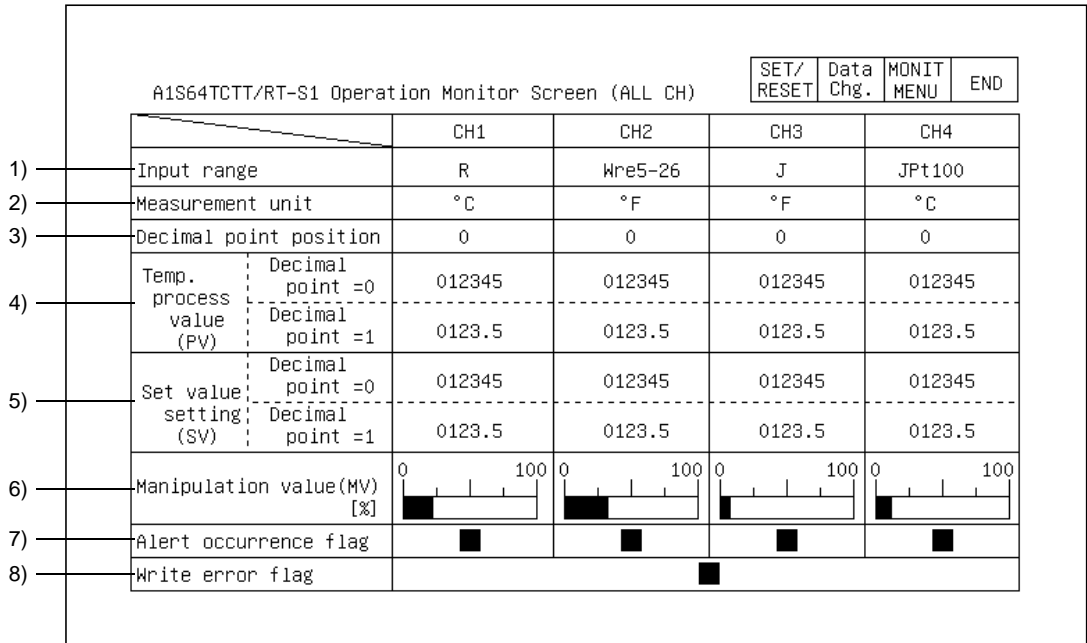 A1S64TCTT/RT-S1 Operation Monitor Screen (ALL CH)
SET/ RESET
Data Chg.
MONIT MENU
END
CH1 CH2 CH3 CH4
1) Input range R Wre5-26 J JPt100
2) Measurement unit °C °F °F °C
3) Decimal point position 0 0 0 0
4) Temp. process value (PV)
Decimal point =0 012345 012345 012345 012345
Decimal point =1 0123.5 0123.5 0123.5 0123.5
5) Set value setting (SV)
Decimal point =0 012345 012345 012345 012345
Decimal point =1 0123.5 0123.5 0123.5 0123.5
6) Manipulation value(MV) [%] 0 100 0 100 0 100 0 100
7) Alert occurrence flag
8) Write error flag